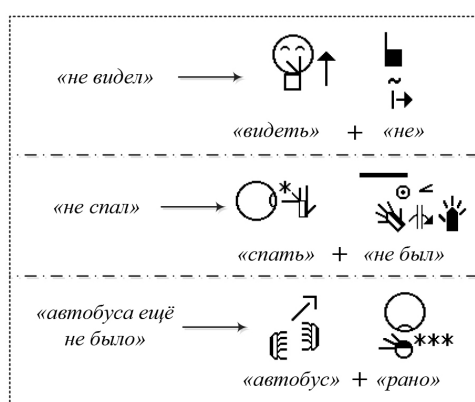 «не видел»
«видеть» + «не»
«не спал»
«спать» + «не был»
«автобуса ещё
не было»
«автобус» + «рано»